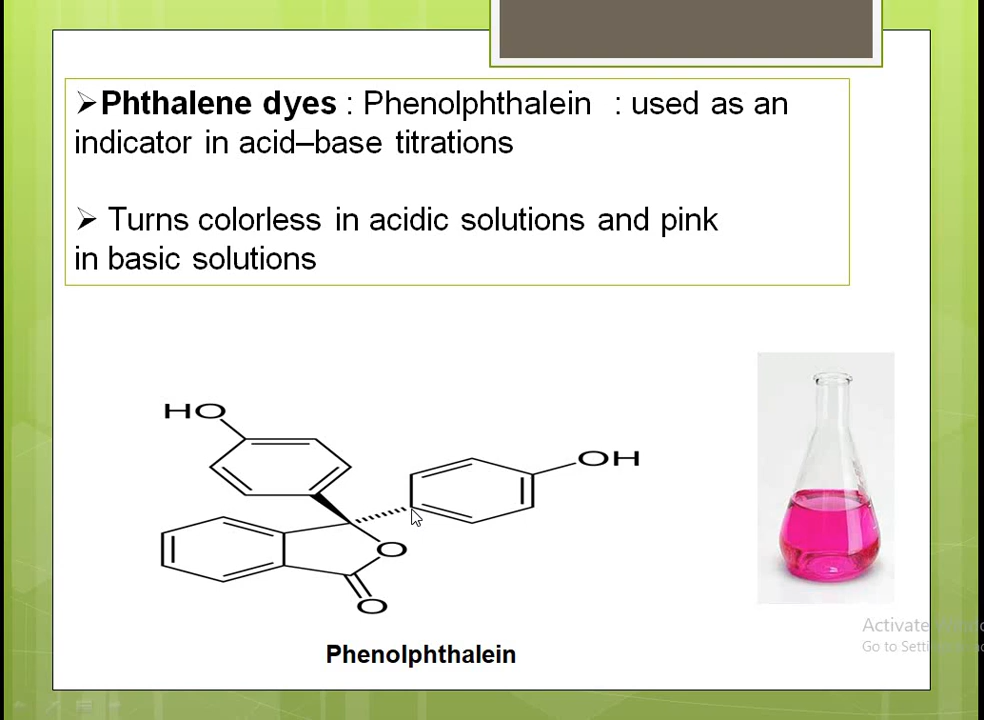 ➢Phthalene dyes : Phenolphthalein : used as an
indicator in acid–base titrations
➢ Turns colorless in acidic solutions and pink
in basic solutions
HO
OH
O
O
Phenolphthalein
Activate
Go to